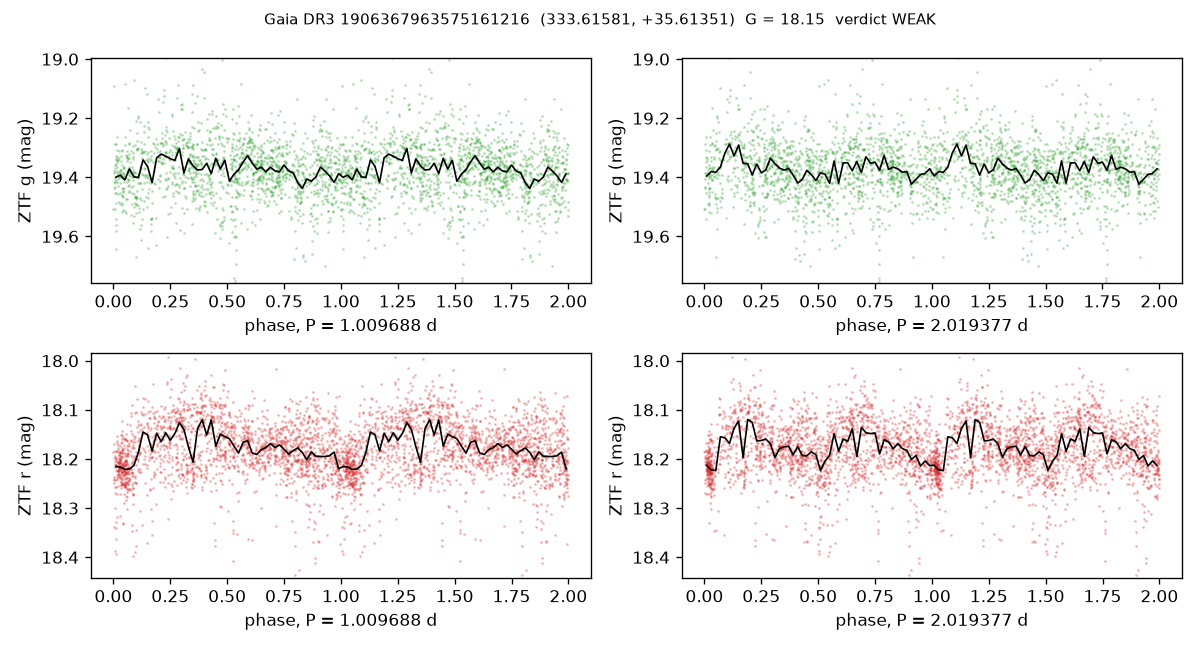 Gaia DR3 1906367963575161216 (333.61581, +35.61351) G = 18.15 verdict WEAK
ZTF g (mag)
19.0
19.2
19.4
19.6
0.00 0.25 0.50 0.75 1.00 1.25 1.50 1.75 2.00
phase, P = 1.009688 d
ZTF g (mag)
19.0
19.2
19.4
19.6
0.00 0.25 0.50 0.75 1.00 1.25 1.50 1.75 2.00
phase, P = 2.019377 d
ZTF r (mag)
18.0
18.1
18.2
18.3
18.4
0.00 0.25 0.50 0.75 1.00 1.25 1.50 1.75 2.00
phase, P = 1.009688 d
ZTF r (mag)
18.0
18.1
18.2
18.3
18.4
0.00 0.25 0.50 0.75 1.00 1.25 1.50 1.75 2.00
phase, P = 2.019377 d